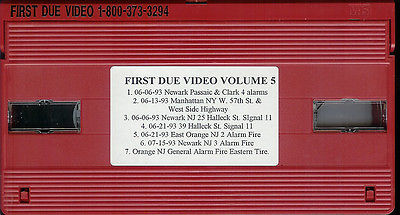 FIRST DUE VIDEO 1-800-373-3294
FIRST DUE VIDEO VOLUME 5
1. 06-06-93 Newark Passaic & Clark 4 alarms
2. 06-13-93 Manhattan NY W. 57th St. &
West Side Highway
3. 06-06-93 Newark NJ 25 Halleck St. SIgnal 11
4. 06-21-93 39 Halleck St. Signal 11
5. 06-21-93 East Orange NJ 2 Alarm Fire
6. 07-15-93 Newark NJ 3 Alarm Fire
7. Orange NJ General Alarm Fire Eastern Tire.